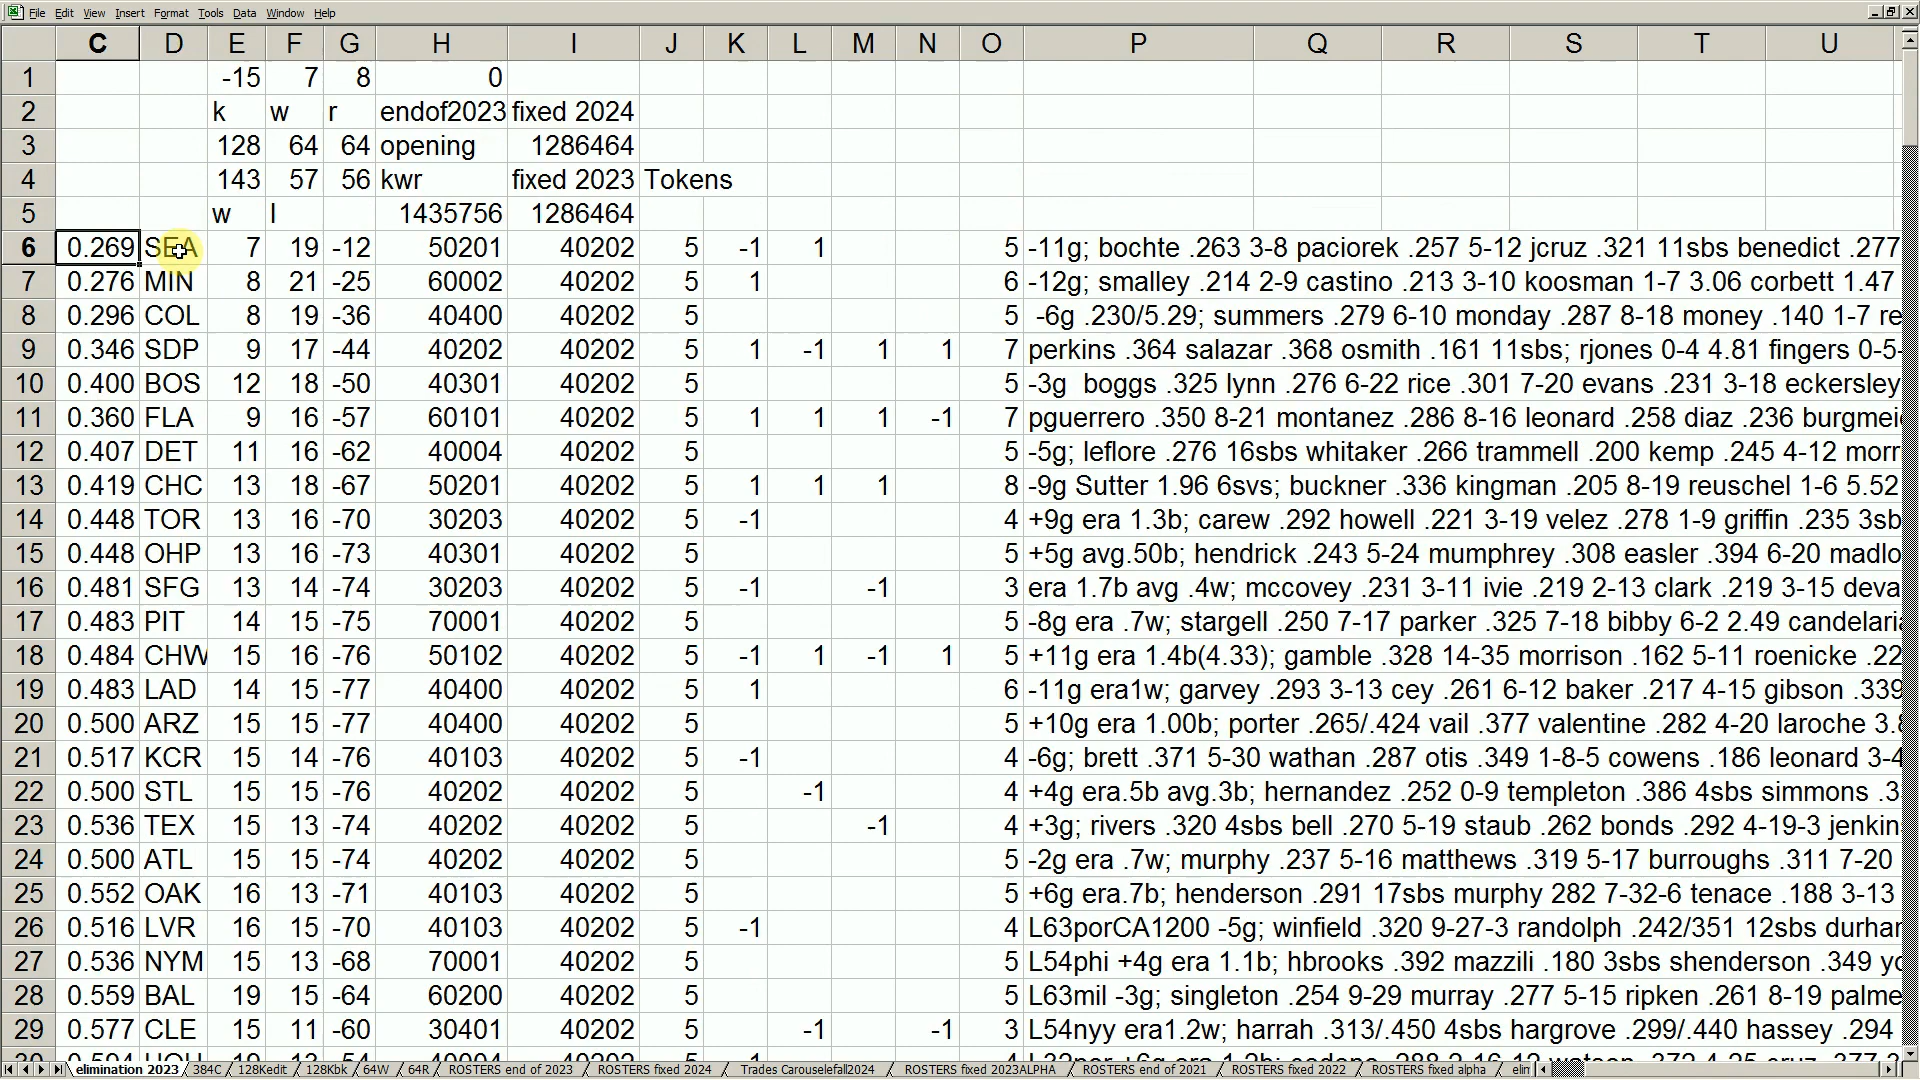 File Edit View Insert Format Tools Data Window Help
C D E F G H I J K L M N O P Q R S T U
1 -15 7 8 0
2 k w r endof2023 fixed 2024
3 128 64 64 opening 1286464
4 143 57 56 kwr fixed 2023 Tokens
5 w l 1435756 1286464
6 0.269 SEA 7 19 -12 50201 40202 5 -1 1 5 -11g; bochte .263 3-8 paciorek .257 5-12 jcruz .321 11sbs benedict .277
7 0.276 MIN 8 21 -25 60002 40202 5 1 6 -12g; smalley .214 2-9 castino .213 3-10 koosman 1-7 3.06 corbett 1.47
8 0.296 COL 8 19 -36 40400 40202 5 5 -6g .230/5.29; summers .279 6-10 monday .287 8-18 money .140 1-7 re
9 0.346 SDP 9 17 -44 40202 40202 5 1 -1 1 1 7 perkins .364 salazar .368 osmith .161 11sbs; rjones 0-4 4.81 fingers 0-5-
10 0.400 BOS 12 18 -50 40301 40202 5 5 -3g boggs .325 lynn .276 6-22 rice .301 7-20 evans .231 3-18 eckersley
11 0.360 FLA 9 16 -57 60101 40202 5 1 1 1 -1 7 pguerrero .350 8-21 montanez .286 8-16 leonard .258 diaz .236 burgmei
12 0.407 DET 11 16 -62 40004 40202 5 5 -5g; leflore .276 16sbs whitaker .266 trammell .200 kemp .245 4-12 morr
13 0.419 CHC 13 18 -67 50201 40202 5 1 1 1 8 -9g Sutter 1.96 6svs; buckner .336 kingman .205 8-19 reuschel 1-6 5.52
14 0.448 TOR 13 16 -70 30203 40202 5 -1 4 +9g era 1.3b; carew .292 howell .221 3-19 velez .278 1-9 griffin .235 3sb
15 0.448 OHP 13 16 -73 40301 40202 5 5 +5g avg.50b; hendrick .243 5-24 mumphrey .308 easler .394 6-20 madlo
16 0.481 SFG 13 14 -74 30203 40202 5 -1 -1 3 era 1.7b avg .4w; mccovey .231 3-11 ivie .219 2-13 clark .219 3-15 deva
17 0.483 PIT 14 15 -75 70001 40202 5 5 -8g era .7w; stargell .250 7-17 parker .325 7-18 bibby 6-2 2.49 candelari
18 0.484 CHW 15 16 -76 50102 40202 5 -1 1 -1 1 5 +11g era 1.4b(4.33); gamble .328 14-35 morrison .162 5-11 roenicke .22
19 0.483 LAD 14 15 -77 40400 40202 5 1 6 -11g era1w; garvey .293 3-13 cey .261 6-12 baker .217 4-15 gibson .339
20 0.500 ARZ 15 15 -77 40400 40202 5 5 +10g era 1.00b; porter .265/.424 vail .377 valentine .282 4-20 laroche 3.8
21 0.517 KCR 15 14 -76 40103 40202 5 -1 4 -6g; brett .371 5-30 wathan .287 otis .349 1-8-5 cowens .186 leonard 3-4
22 0.500 STL 15 15 -76 40202 40202 5 -1 4 +4g era.5b avg.3b; hernandez .252 0-9 templeton .386 4sbs simmons .3
23 0.536 TEX 15 13 -74 40202 40202 5 -1 4 +3g; rivers .320 4sbs bell .270 5-19 staub .262 bonds .292 4-19-3 jenkin
24 0.500 ATL 15 15 -74 40202 40202 5 5 -2g era .7w; murphy .237 5-16 matthews .319 5-17 burroughs .311 7-20
25 0.552 OAK 16 13 -71 40103 40202 5 5 +6g era.7b; henderson .291 17sbs murphy 282 7-32-6 tenace .188 3-13
26 0.516 LVR 16 15 -70 40103 40202 5 -1 4 L63porCA1200 -5g; winfield .320 9-27-3 randolph .242/351 12sbs durhar
27 0.536 NYM 15 13 -68 70001 40202 5 5 L54phi +4g era 1.1b; hbrooks .392 mazzili .180 3sbs shenderson .349 yo
28 0.559 BAL 19 15 -64 60200 40202 5 5 L63mil -3g; singleton .254 9-29 murray .277 5-15 ripken .261 8-19 palme
29 0.577 CLE 15 11 -60 30401 40202 5 -1 -1 3 L54nyy era1.2w; harrah .313/.450 4sbs hargrove .299/.440 hassey .294
elimination 2023 384C 128Kedit 128Kbk 64W 64R ROSTERS end of 2023 ROSTERS fixed 2024 Trades Carouselefall2024 ROSTERS fixed 2023ALPHA ROSTERS end of 2021 ROSTERS fixed 2022 ROSTERS fixed alpha elin